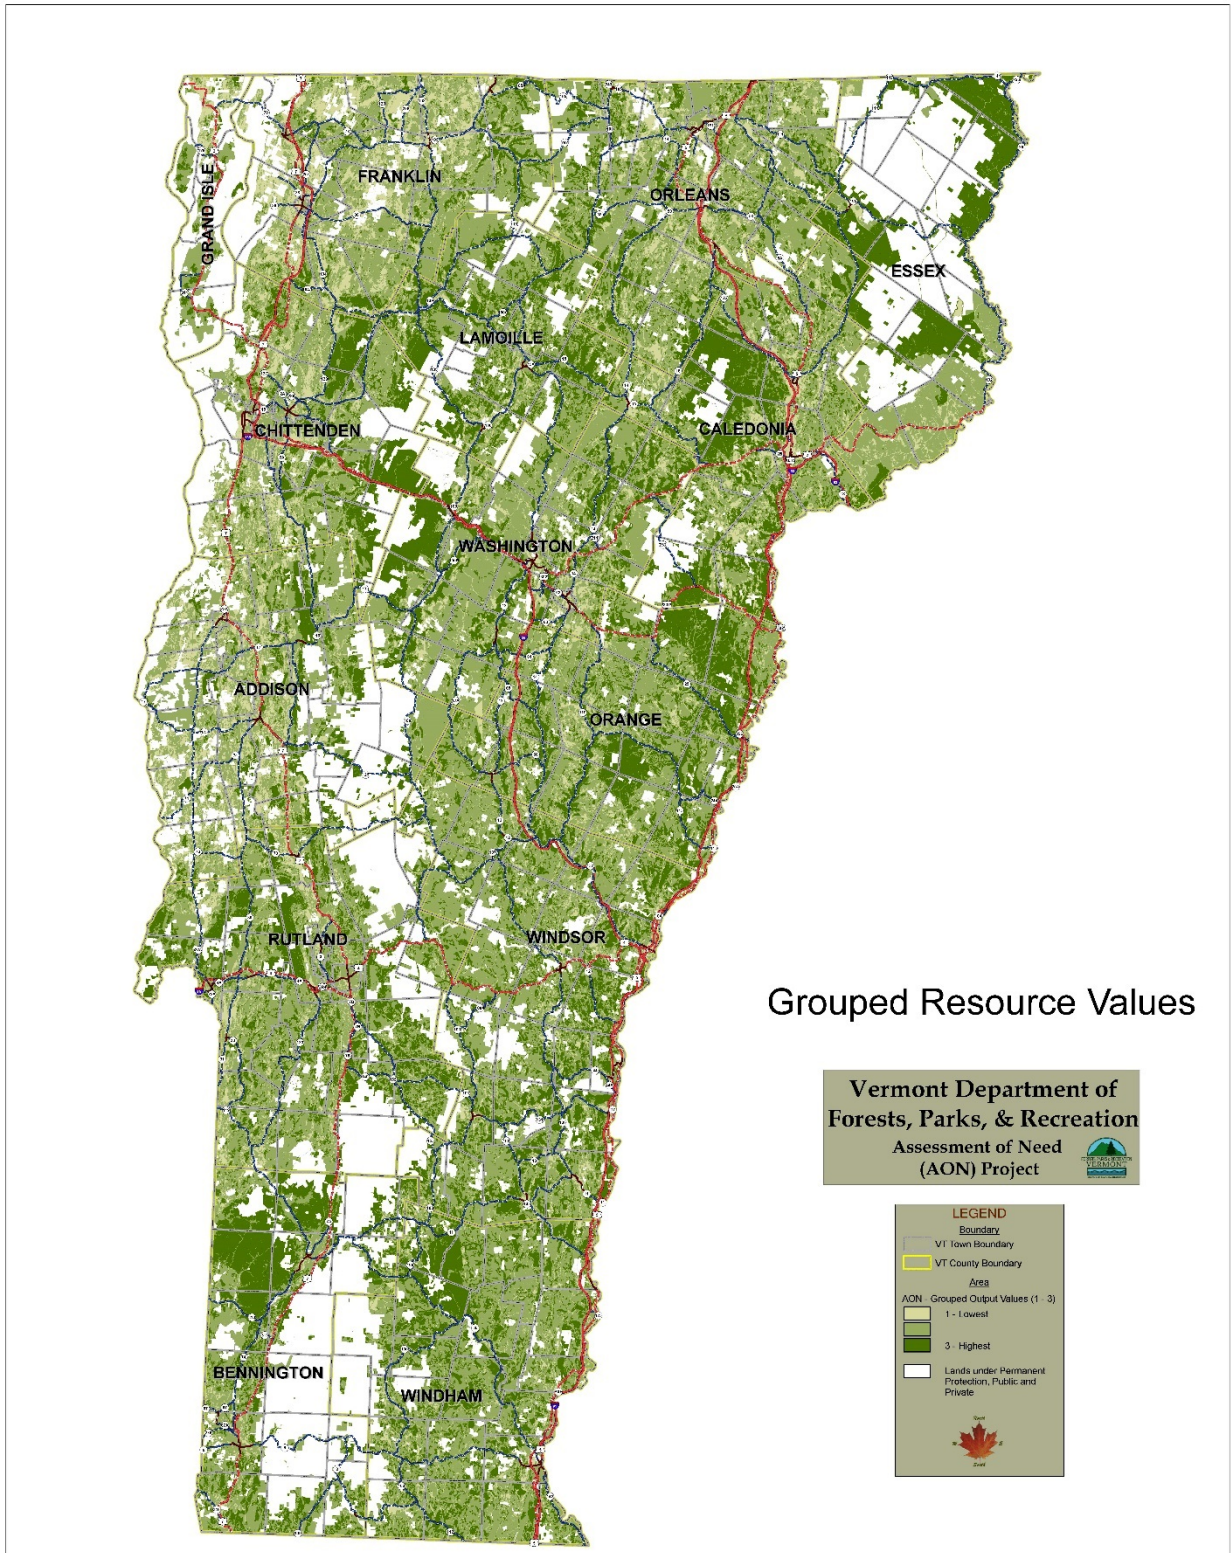 GRAND ISLE
FRANKLIN
ORLEANS
ESSEX
LAMOILLE
CHITTENDEN
CALEDONIA
WASHINGTON
ADDISON
ORANGE
RUTLAND
WINDSOR
BENNINGTON
WINDHAM
Grouped Resource Values
Vermont Department of
Forests, Parks, & Recreation
Assessment of Need
(AON) Project
VERMONT
LEGEND
Boundary
VT Town Boundary
VT County Boundary
Area
AON - Grouped Output Values (1 - 3)
1 - Lowest
3 - Highest
Lands under Permanent
Protection, Public and
Private